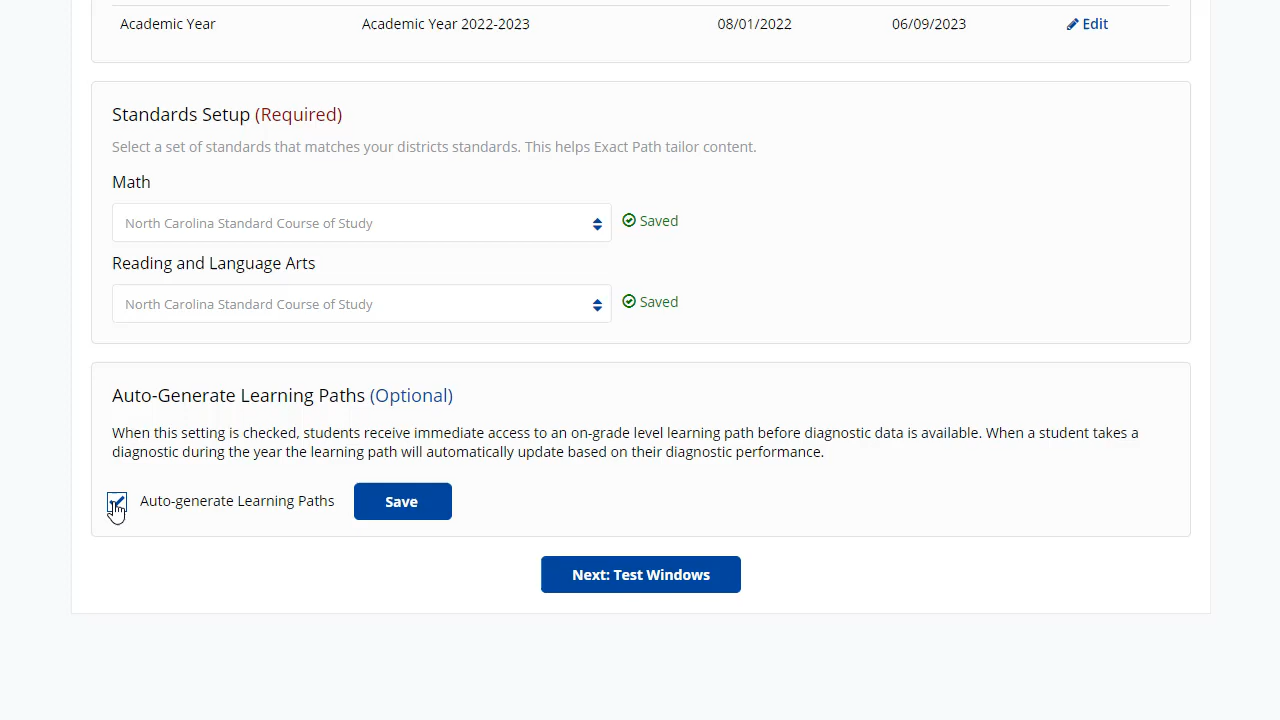 Academic Year Academic Year 2022-2023 08/01/2022 06/09/2023 Edit
Standards Setup (Required)
Select a set of standards that matches your districts standards. This helps Exact Path tailor content.
Math
North Carolina Standard Course of Study Saved
Reading and Language Arts
North Carolina Standard Course of Study Saved
Auto-Generate Learning Paths (Optional)
When this setting is checked, students receive immediate access to an on-grade level learning path before diagnostic data is available. When a student takes a
diagnostic during the year the learning path will automatically update based on their diagnostic performance.
Auto-generate Learning Paths Save
Next: Test Windows